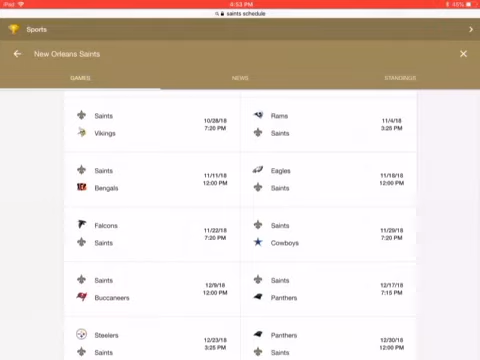 iPad
4:53 PM
45%
saints schedule
Sports
New Orleans Saints
GAMES
NEWS
STANDINGS
Saints
Vikings
10/28/18
7:20 PM
Rams
Saints
11/4/18
3:25 PM
Saints
Bengals
11/11/18
12:00 PM
Eagles
Saints
11/18/18
12:00 PM
Falcons
Saints
11/22/18
7:20 PM
Saints
Cowboys
11/29/18
7:20 PM
Saints
Buccaneers
12/9/18
12:00 PM
Saints
Panthers
12/17/18
7:15 PM
Steelers
Saints
12/23/18
3:25 PM
Panthers
Saints
12/30/18
12:00 PM